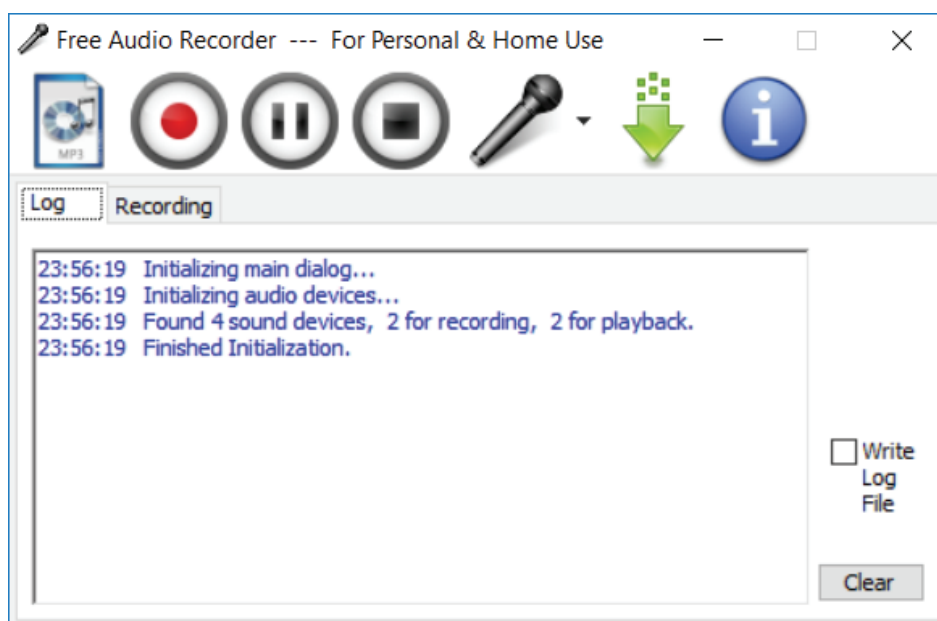 Free Audio Recorder --- For Personal & Home Use
MP3
Log
Recording
23:56:19 Initializing main dialog...
23:56:19 Initializing audio devices...
23:56:19 Found 4 sound devices, 2 for recording, 2 for playback.
23:56:19 Finished Initialization.
Write
Log
File
Clear